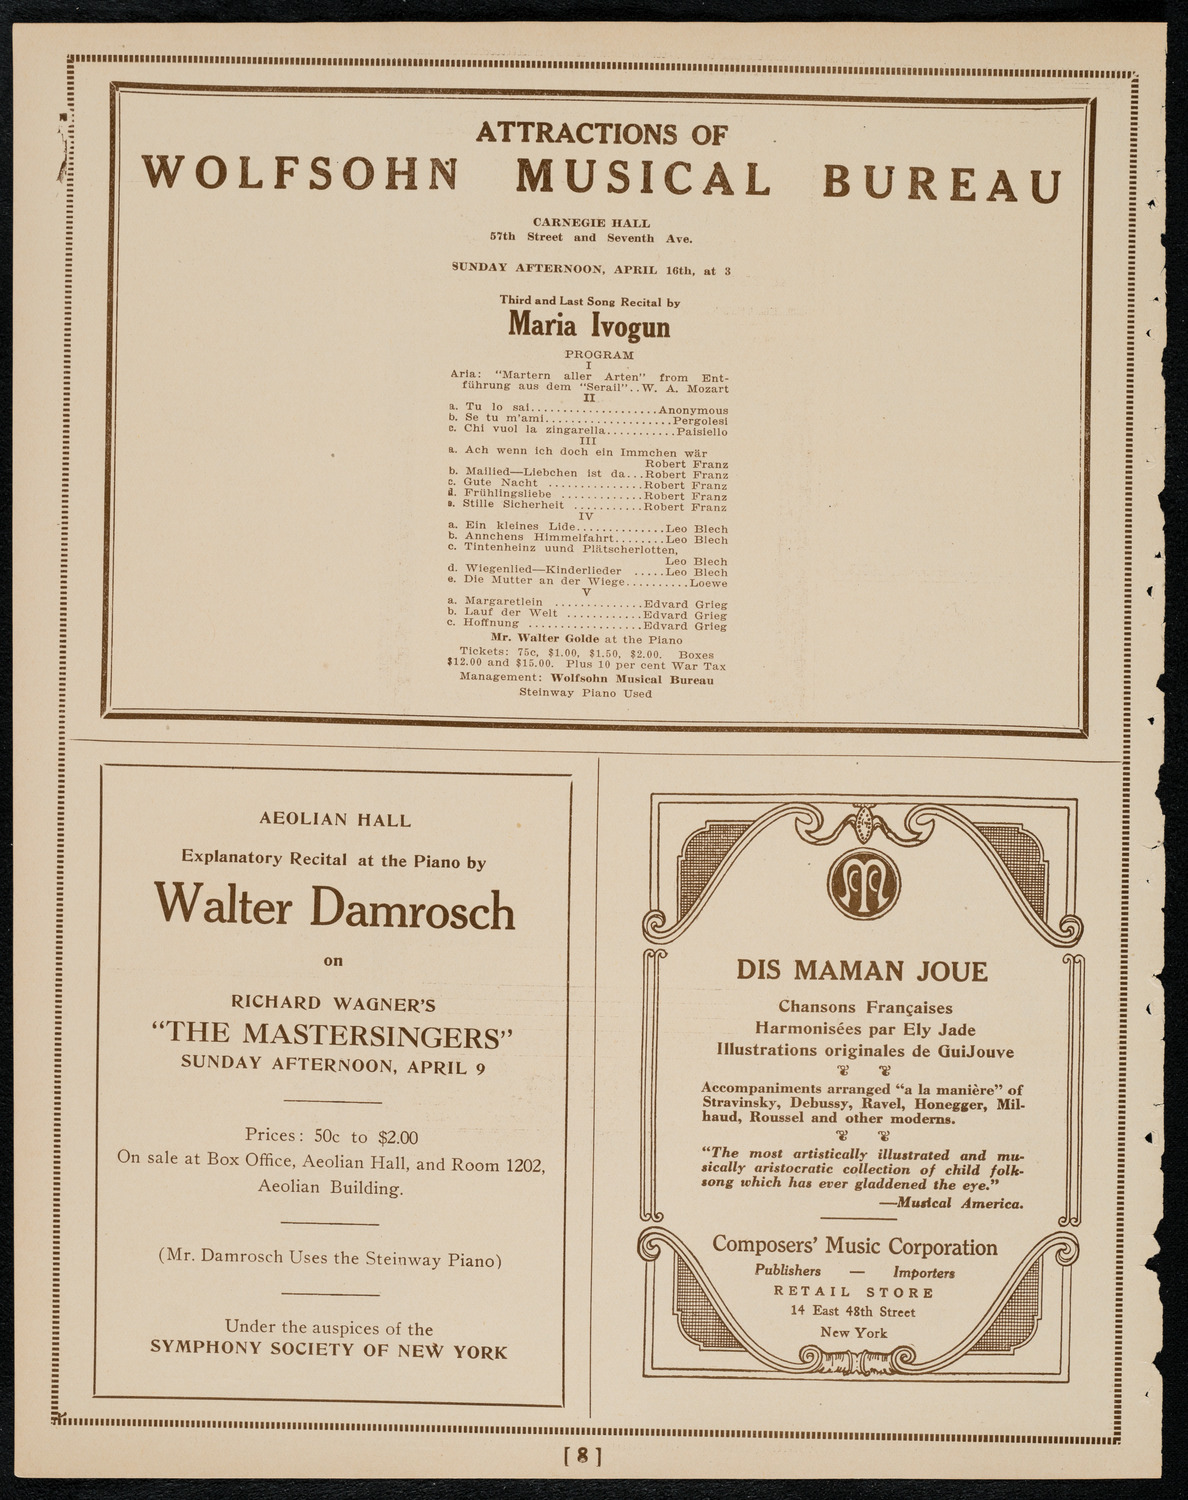 ATTRACTIONS OF
WOLFSOHN MUSICAL BUREAU
CARNEGIE HALL
57th Street and Seventh Ave.
SUNDAY AFTERNOON, APRIL 16th, at 3
Third and Last Song Recital by
Maria Ivogun
PROGRAM
I
Aria: "Martern aller Arten" from Ent-
führung aus dem "Serail"..W. A. Mozart
II
a. Tu lo sai...................Anonymous
b. Se tu m'ami...................Pergolesi
c. Chi vuol la zingarella..........Paisiello
III
a. Ach wenn ich doch ein Immchen wär
Robert Franz
b. Mailied—Liebchen ist da...Robert Franz
c. Gute Nacht ..............Robert Franz
d. Frühlingsliebe ............Robert Franz
e. Stille Sicherheit ..........Robert Franz
IV
a. Ein kleines Lide.............Leo Blech
b. Annchens Himmelfahrt........Leo Blech
c. Tintenheinz uund Plätscherlotten,
Leo Blech
d. Wiegenlied—Kinderlieder .....Leo Blech
e. Die Mutter an der Wiege..........Loewe
V
a. Margaretlein .............Edvard Grieg
b. Lauf der Welt ...........Edvard Grieg
c. Hoffnung .................Edvard Grieg
Mr. Walter Golde at the Piano
Tickets: 75c, $1.00, $1.50, $2.00. Boxes
$12.00 and $15.00. Plus 10 per cent War Tax
Management: Wolfsohn Musical Bureau
Steinway Piano Used
AEOLIAN HALL
Explanatory Recital at the Piano by
Walter Damrosch
on
RICHARD WAGNER'S
"THE MASTERSINGERS"
SUNDAY AFTERNOON, APRIL 9
Prices: 50c to $2.00
On sale at Box Office, Aeolian Hall, and Room 1202,
Aeolian Building.
(Mr. Damrosch Uses the Steinway Piano)
Under the auspices of the
SYMPHONY SOCIETY OF NEW YORK
M
DIS MAMAN JOUE
Chansons Françaises
Harmonisées par Ely Jade
Illustrations originales de GuiJouve
Accompaniments arranged "a la manière" of
Stravinsky, Debussy, Ravel, Honegger, Mil-
haud, Roussel and other moderns.
"The most artistically illustrated and mu-
sically aristocratic collection of child folk-
song which has ever gladdened the eye."
—Musical America.
Composers' Music Corporation
Publishers — Importers
RETAIL STORE
14 East 48th Street
New York
[ 8 ]